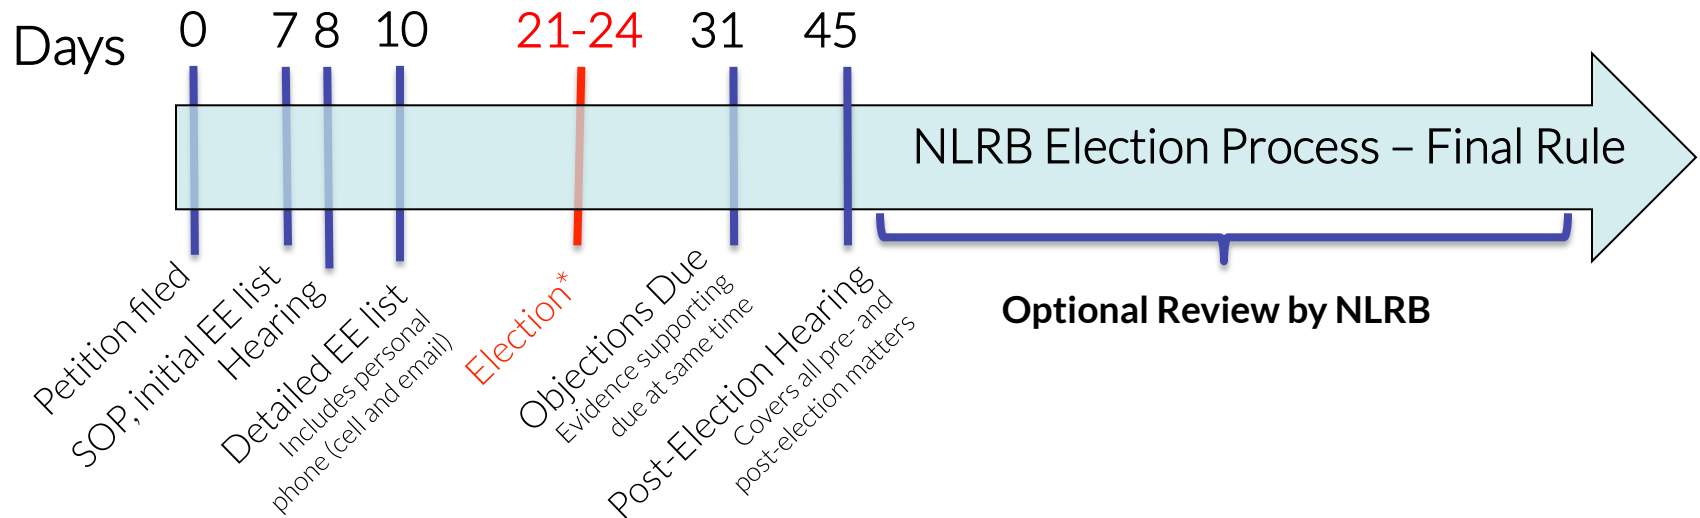 Days
0
7
8
10
21-24
31
45
NLRB Election Process – Final Rule
Petition filed
SOP, initial EE list
Hearing
Detailed EE list
Includes personal
phone (cell and email)
Election*
Objections Due
Evidence supporting
due at same time
Post-Election Hearing
Covers all pre- and
post-election matters
Optional Review by NLRB